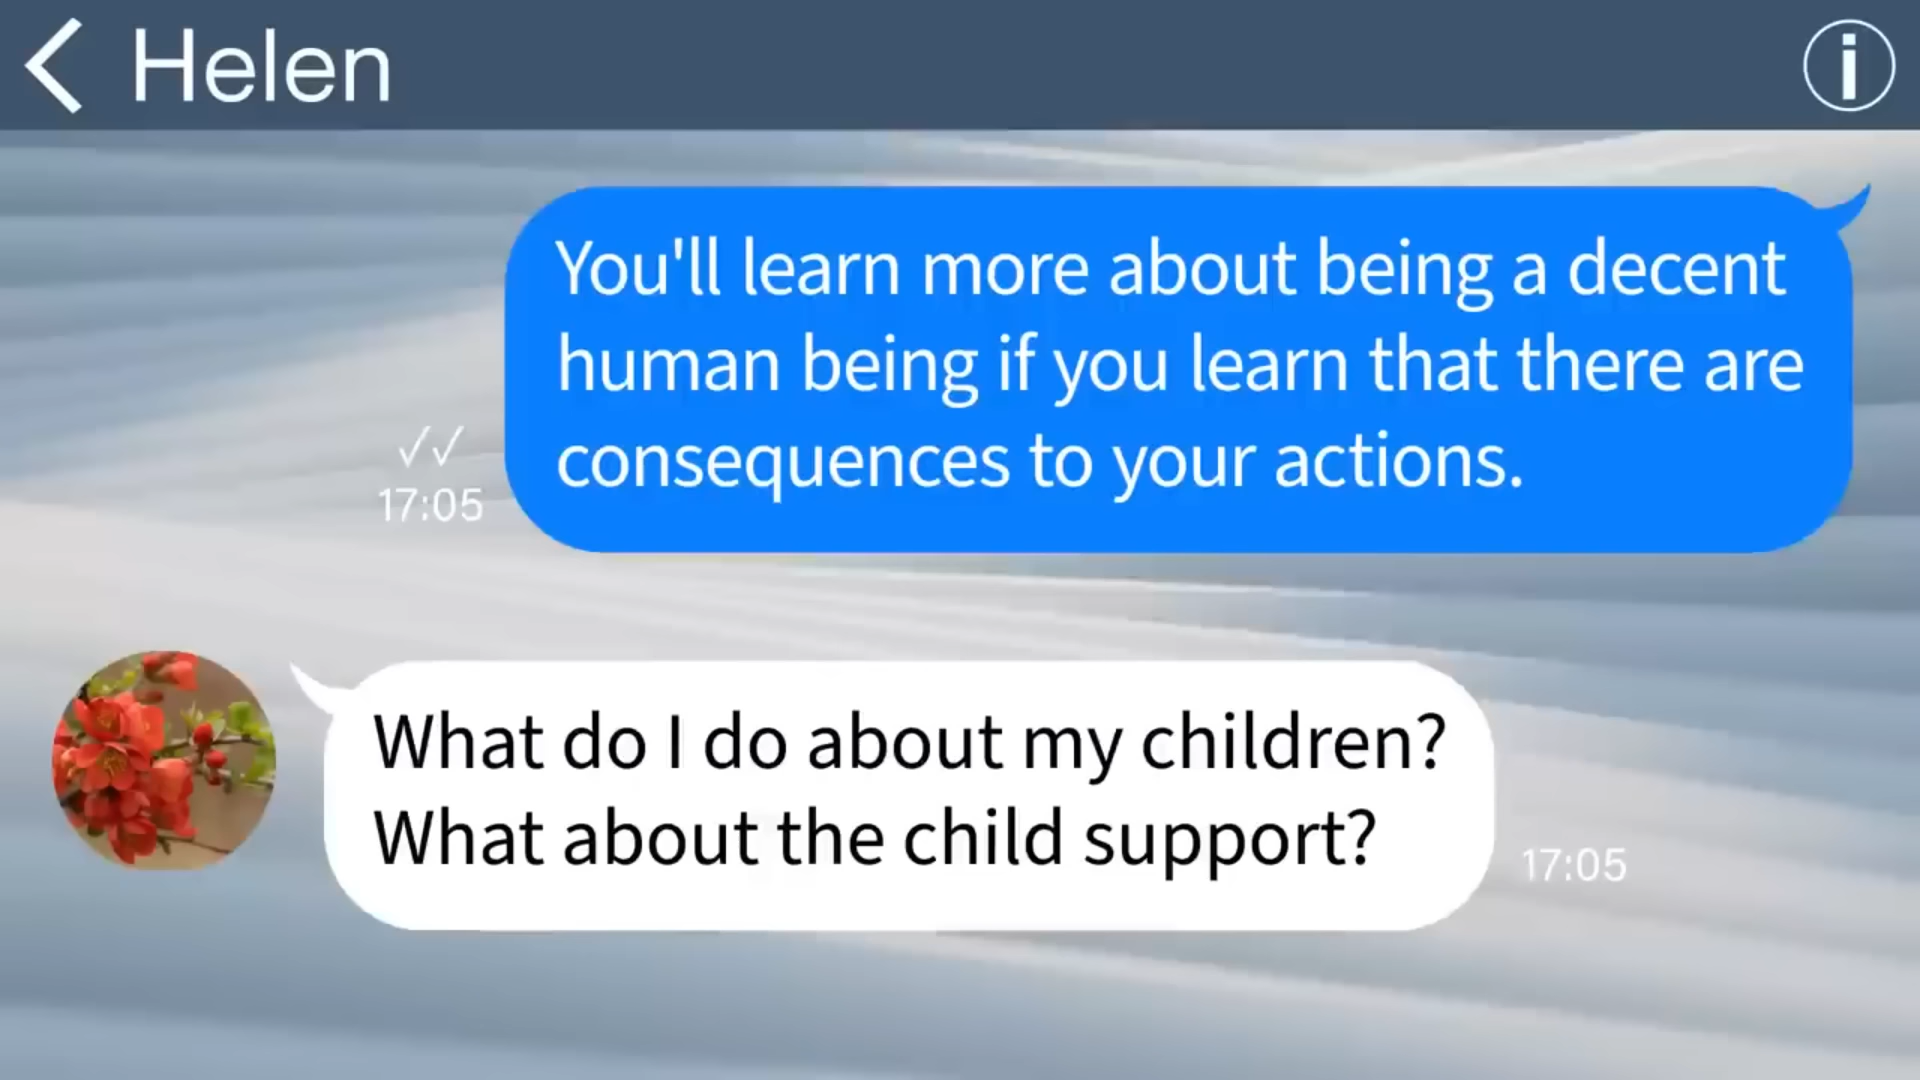 Helen
You'll learn more about being a decent
human being if you learn that there are
consequences to your actions.
✓✓
17:05
What do I do about my children?
What about the child support?
17:05